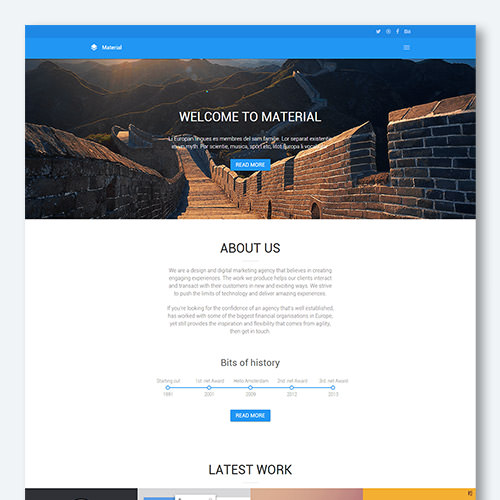 Bē
Material
WELCOME TO MATERIAL
Li Europan lingues es membres del sam familie. Lor separat existentie
es un myth. Por scientie, musica, sport etc, litot Europa li vocabular.
READ MORE
ABOUT US
We are a design and digital marketing agency that believes in creating
engaging experiences. The work we produce helps our clients interact
and transact with their customers in new and exciting ways. We strive
to push the limits of technology and deliver amazing experiences.
If you're looking for the confidence of an agency that's well established,
has worked with some of the biggest financial organisations in Europe,
yet still provides the inspiration and flexibility that comes from agility,
then get in touch.
Bits of history
Starting out 1st .net Award Hello Amsterdam 2nd .net Award 3rd .net Award
1991 2001 2009 2012 2013
READ MORE
LATEST WORK